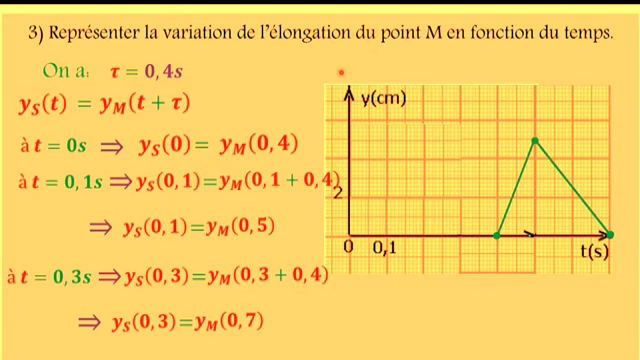 3) Représenter la variation de l'élongation du point M en fonction du temps.
On a: τ = 0,4s
y_S(t) = y_M(t + τ)
à t = 0s ⇒ y_S(0) = y_M(0,4)
à t = 0,1s ⇒ y_S(0,1)=y_M(0,1 + 0,4)
⇒ y_S(0,1)=y_M(0,5)
à t = 0,3s ⇒ y_S(0,3)=y_M(0,3 + 0,4)
⇒ y_S(0,3)=y_M(0,7)
y(cm)
2
0 0,1 t(s)